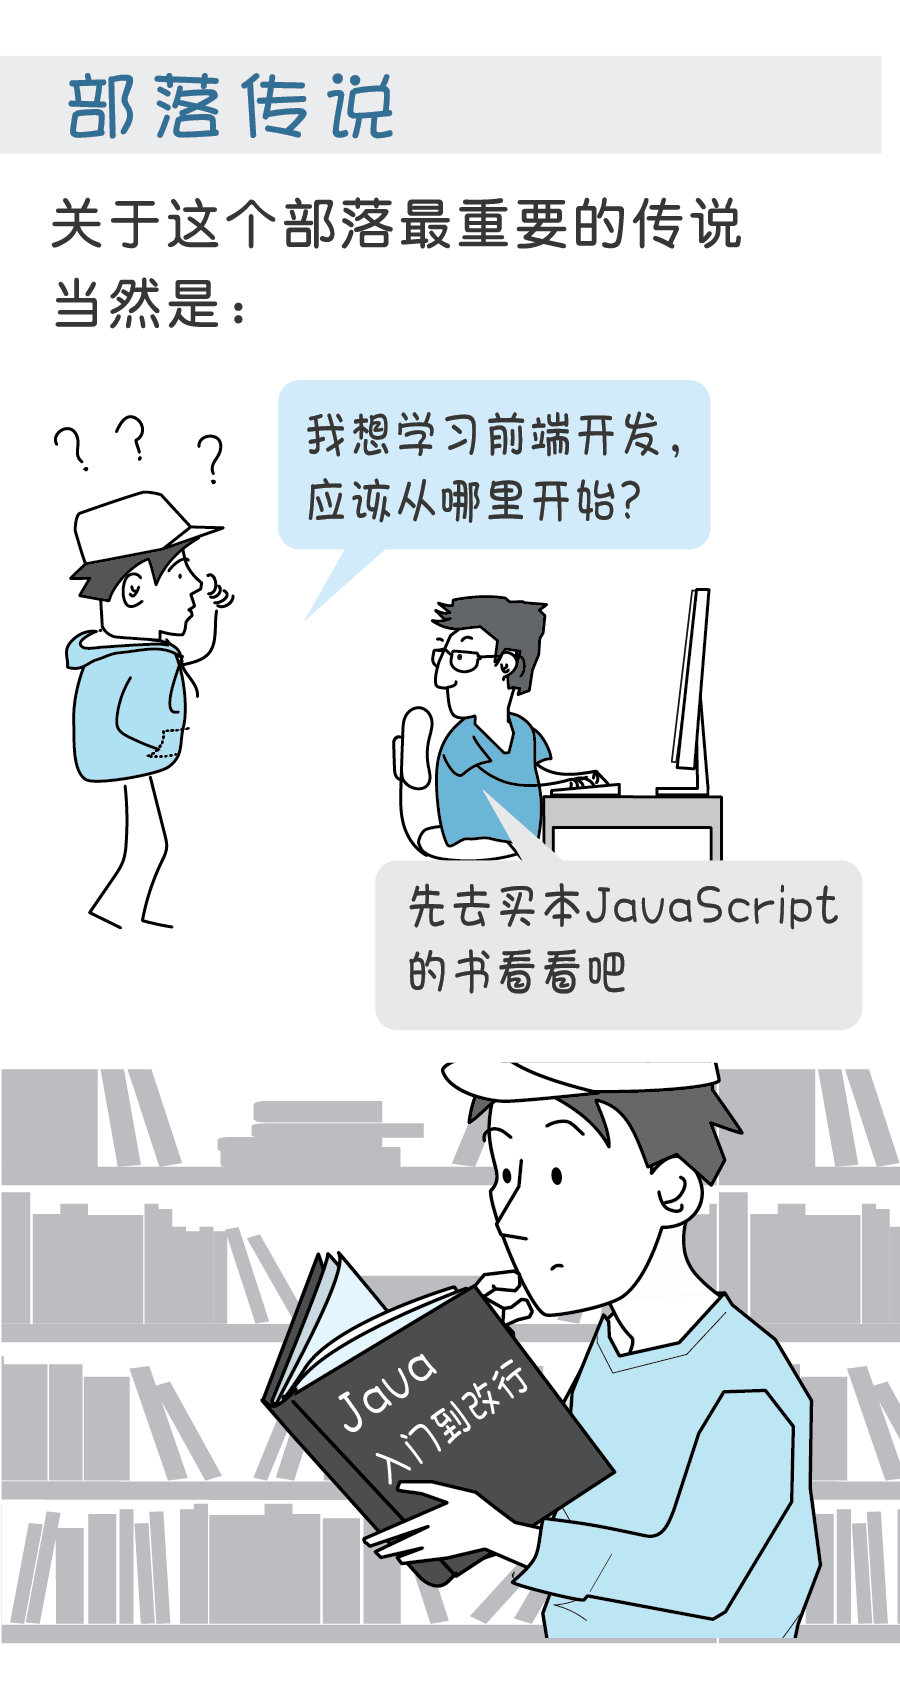 部落传说
关于这个部落最重要的传说
当然是：
? ? ?
我想学习前端开发，
应该从哪里开始？
先去买本JavaScript
的书看看吧
Java
入门到改行